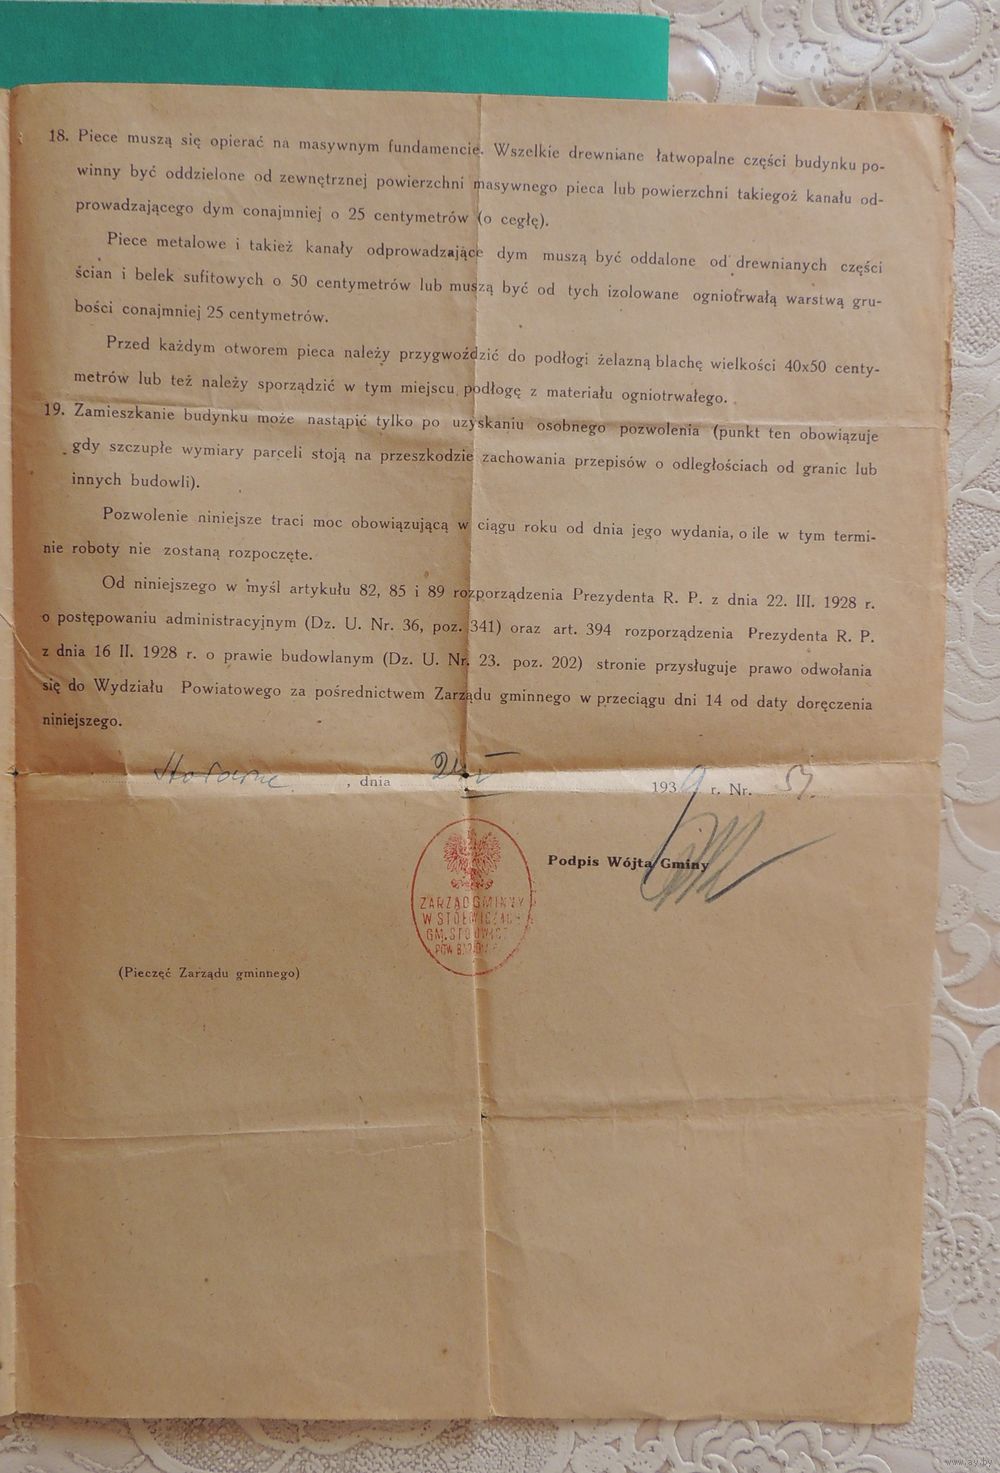 18. Piece muszą się opierać na masywnym fundamencie. Wszelkie drewniane łatwopalne części budynku po-
winny być oddzielone od zewnętrznej powierzchni masywnego pieca lub powierzchni takiegoż kanału od-
prowadzającego dym conajmniej o 25 centymetrów (o cegłę).
Piece metalowe i takież kanały odprowadzające dym muszą być oddalone od drewnianych części
ścian i belek sufitowych o 50 centymetrów lub muszą być od tych izolowane ogniotrwałą warstwą gru-
bości conajmniej 25 centymetrów.
Przed każdym otworem pieca należy przygwoździć do podłogi żelazną blachę wielkości 40x50 centy-
metrów lub też należy sporządzić w tym miejscu podłogę z materiału ogniotrwałego.
19. Zamieszkanie budynku może nastąpić tylko po uzyskaniu osobnego pozwolenia (punkt ten obowiązuje
gdy szczupłe wymiary parceli stoją na przeszkodzie zachowania przepisów o odległościach od granic lub
innych budowli).
Pozwolenie niniejsze traci moc obowiązującą w ciągu roku od dnia jego wydania, o ile w tym termi-
nie roboty nie zostaną rozpoczęte.
Od niniejszego w myśl artykułu 82, 85 i 89 rozporządzenia Prezydenta R. P. z dnia 22. III. 1928 r.
o postępowaniu administracyjnym (Dz. U. Nr. 36, poz. 341) oraz art. 394 rozporządzenia Prezydenta R. P.
z dnia 16 II. 1928 r. o prawie budowlanym (Dz. U. Nr. 23. poz. 202) stronie przysługuje prawo odwołania
się do Wydziału Powiatowego za pośrednictwem Zarządu gminnego w przeciągu dni 14 od daty doręczenia
niniejszego.
, dnia 24 V 1939 r. Nr.
Podpis Wójta Gminy
ZARZĄD GMINNY
W STOŁOWICZACH
GM. STOŁOWICZE
POW.
(Pieczęć Zarządu gminnego)
www.ay.by